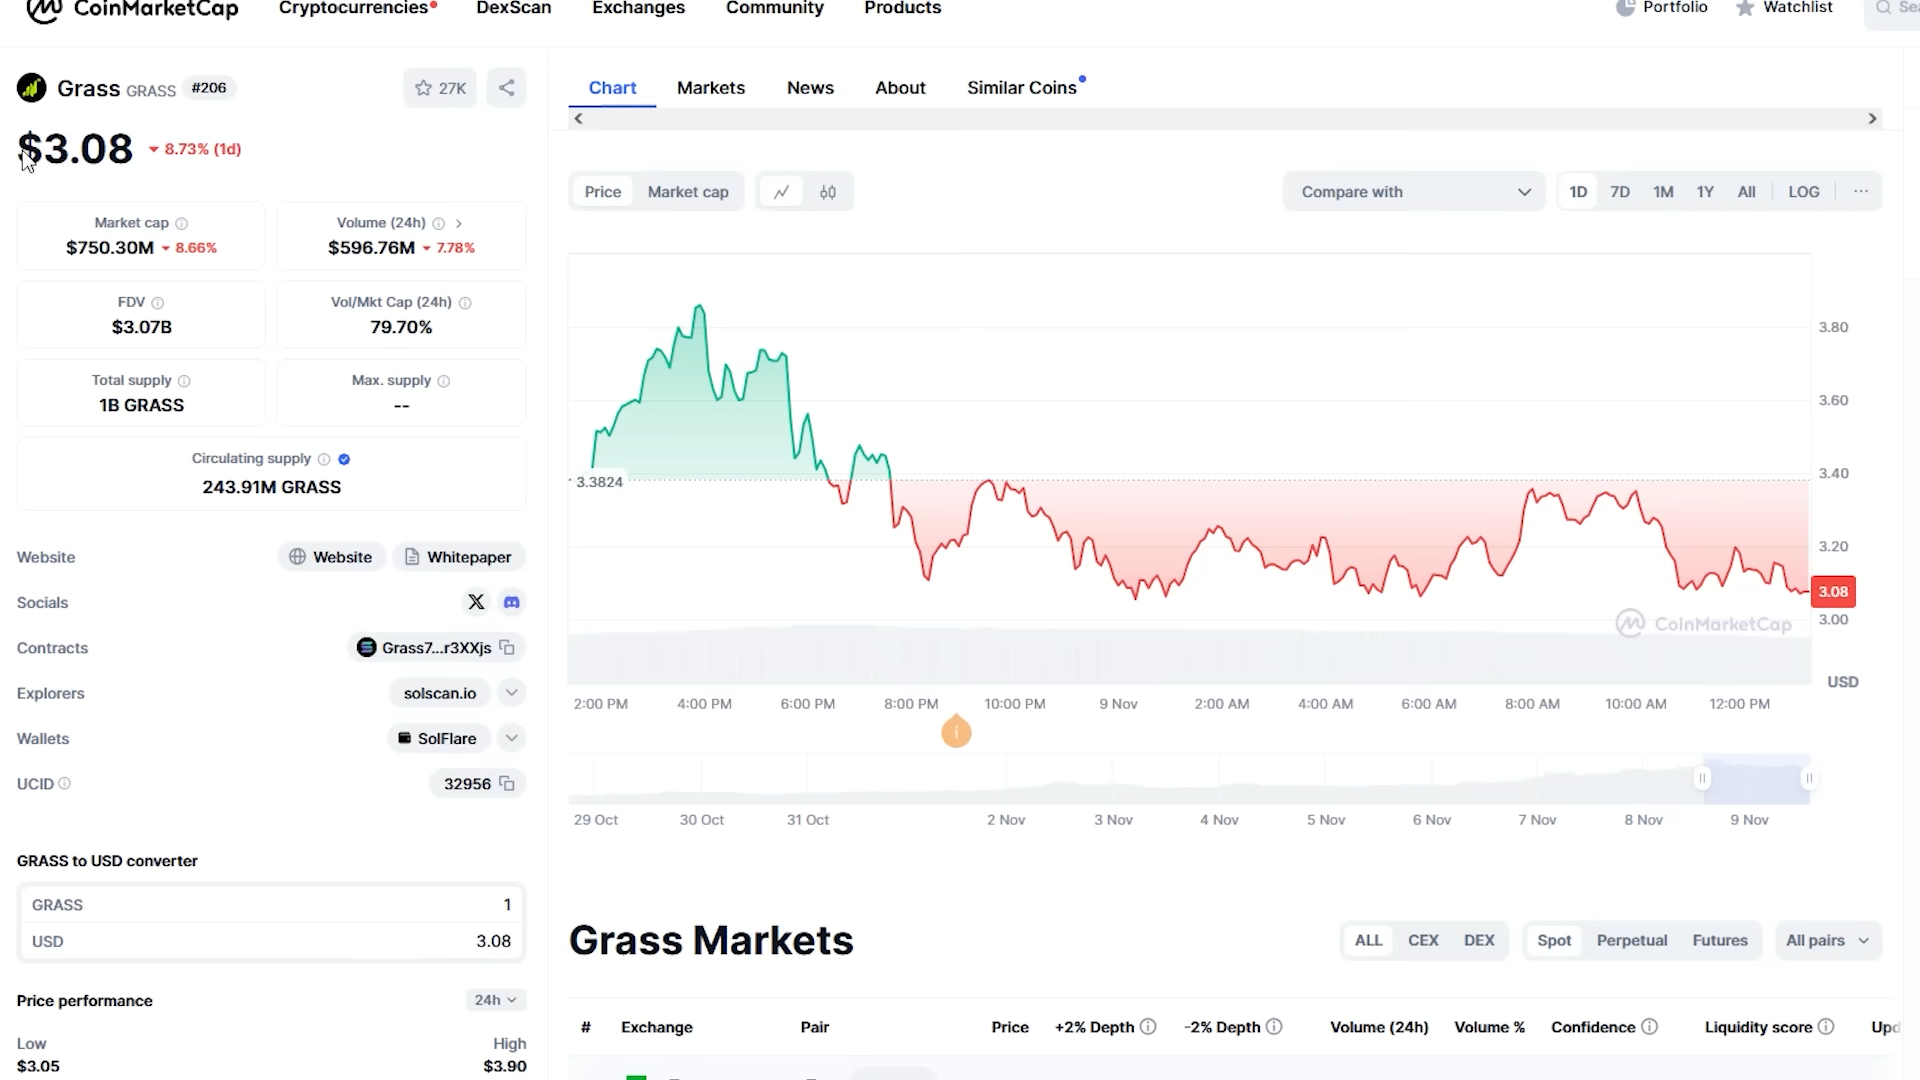 CoinMarketCap
Cryptocurrencies DexScan Exchanges Community Products
Portfolio Watchlist
Grass GRASS #206
27K
$3.08 8.73% (1d)
Market cap
$750.30M 8.66%
Volume (24h)
$596.76M 7.78%
FDV
$3.07B
Vol/Mkt Cap (24h)
79.70%
Total supply
1B GRASS
Max. supply
--
Circulating supply
243.91M GRASS
Website Website Whitepaper
Socials
Contracts Grass7...r3XXjs
Explorers solscan.io
Wallets SolFlare
UCID 32956
GRASS to USD converter
GRASS 1
USD 3.08
Price performance 24h
Low High
$3.05 $3.90
Chart Markets News About Similar Coins
Price Market cap
Compare with
1D 7D 1M 1Y All LOG ...
3.80
3.60
3.40
3.3824
3.20
3.08
3.00
CoinMarketCap
USD
2:00 PM 4:00 PM 6:00 PM 8:00 PM 10:00 PM 9 Nov 2:00 AM 4:00 AM 6:00 AM 8:00 AM 10:00 AM 12:00 PM
29 Oct 30 Oct 31 Oct 2 Nov 3 Nov 4 Nov 5 Nov 6 Nov 7 Nov 8 Nov 9 Nov
Grass Markets
ALL CEX DEX
Spot Perpetual Futures
All pairs
# Exchange Pair Price +2% Depth -2% Depth Volume (24h) Volume % Confidence Liquidity score